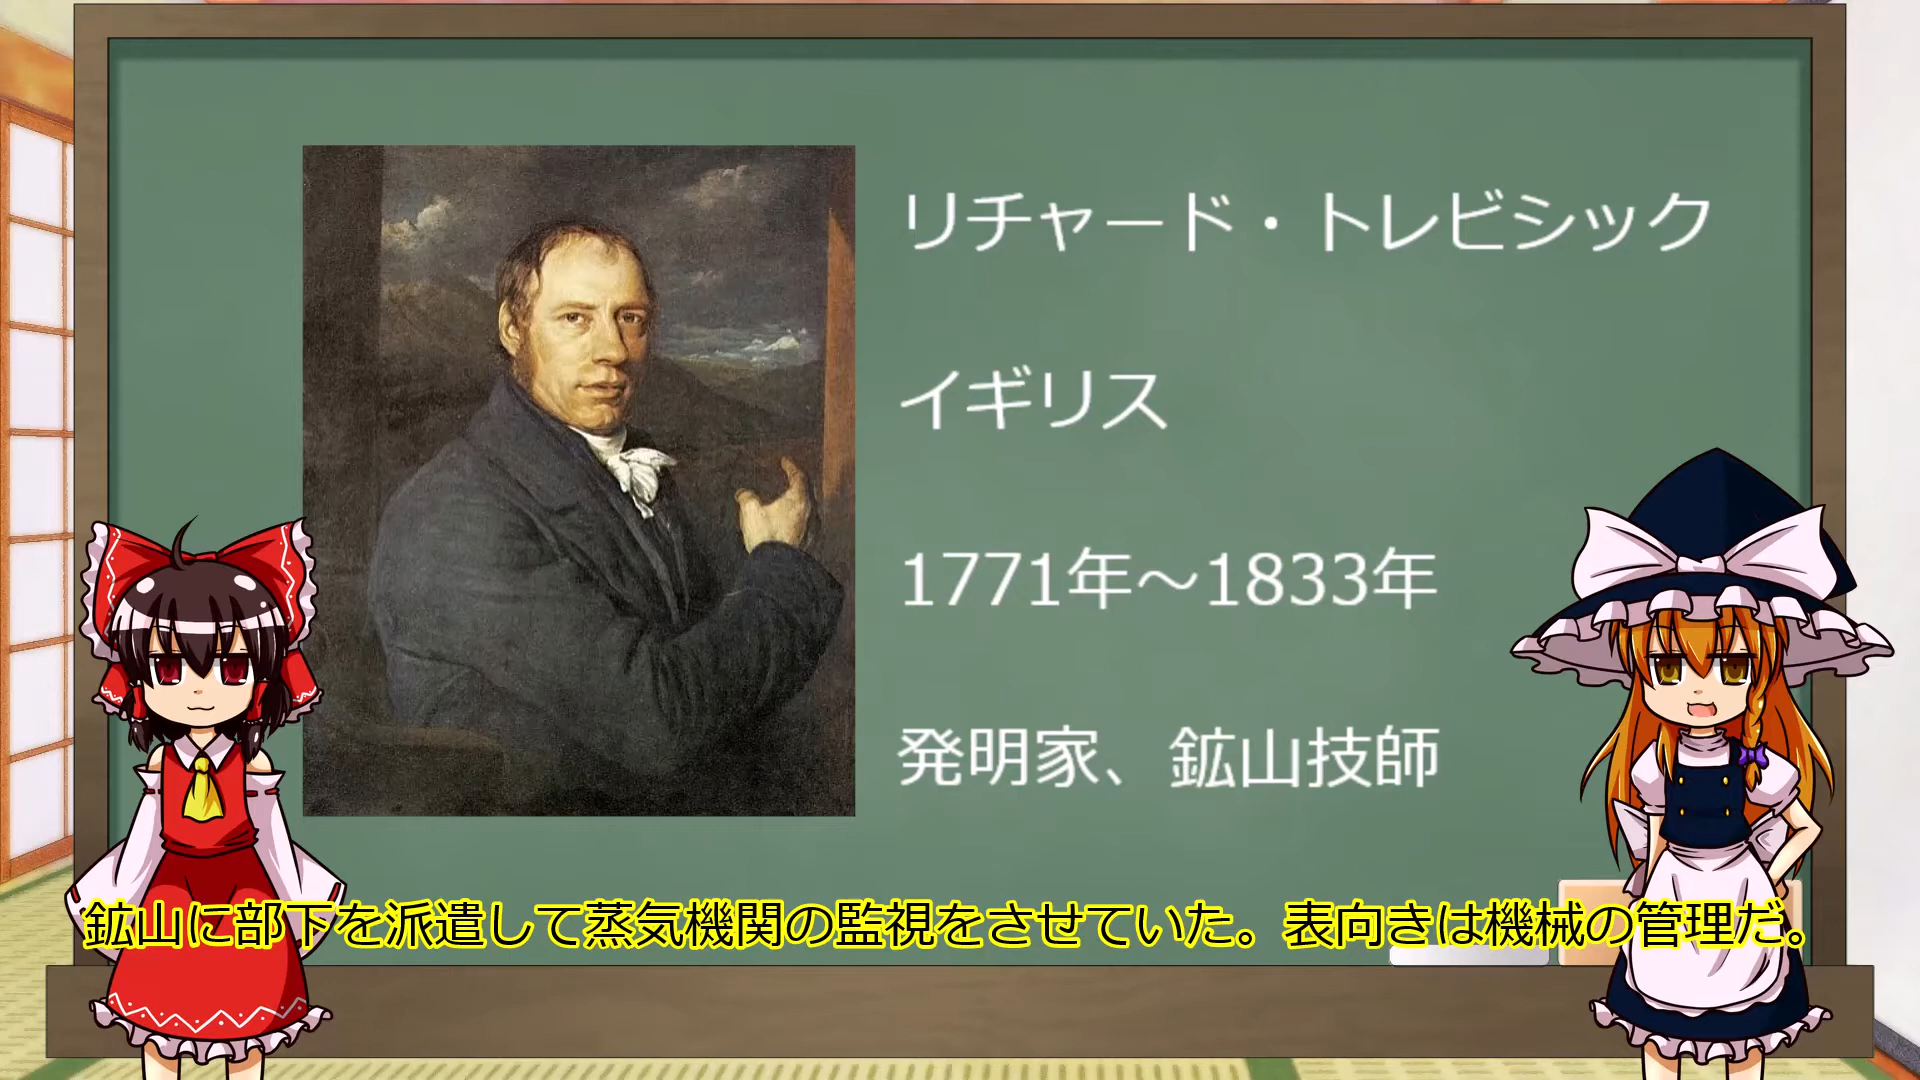 リチャード・トレビシック
イギリス
1771年～1833年
発明家、鉱山技師
鉱山に部下を派遣して蒸気機関の監視をさせていた。表向きは機械の管理だ。